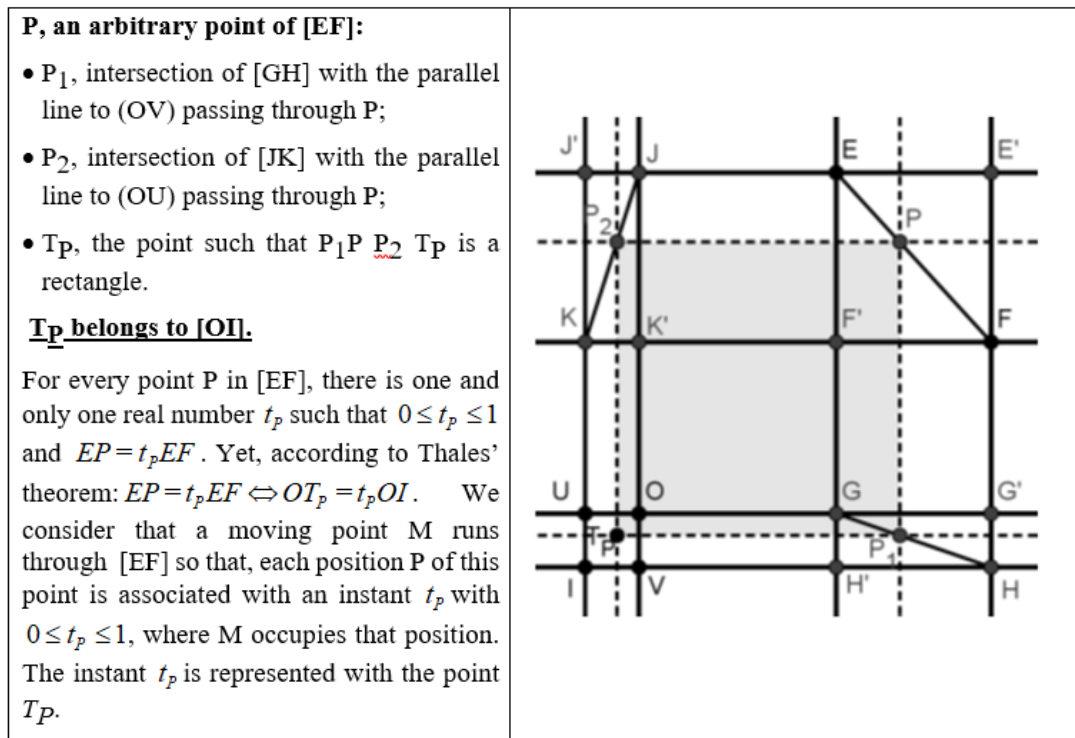 P, an arbitrary point of [EF]:
• P₁, intersection of [GH] with the parallel
line to (OV) passing through P;
• P₂, intersection of [JK] with the parallel
line to (OU) passing through P;
• Tₚ, the point such that P₁P P₂ Tₚ is a
rectangle.
Tₚ belongs to [OI].
For every point P in [EF], there is one and
only one real number tₚ such that 0 ≤ tₚ ≤ 1
and EP = tₚEF . Yet, according to Thales’
theorem: EP = tₚEF ⇔ OTₚ = tₚOI . We
consider that a moving point M runs
through [EF] so that, each position P of this
point is associated with an instant tₚ with
0 ≤ tₚ ≤ 1, where M occupies that position.
The instant tₚ is represented with the point
Tₚ.
J' J E E'
P₂ P
K K' F' F
U O G G'
Tₚ P₁
I V H' H